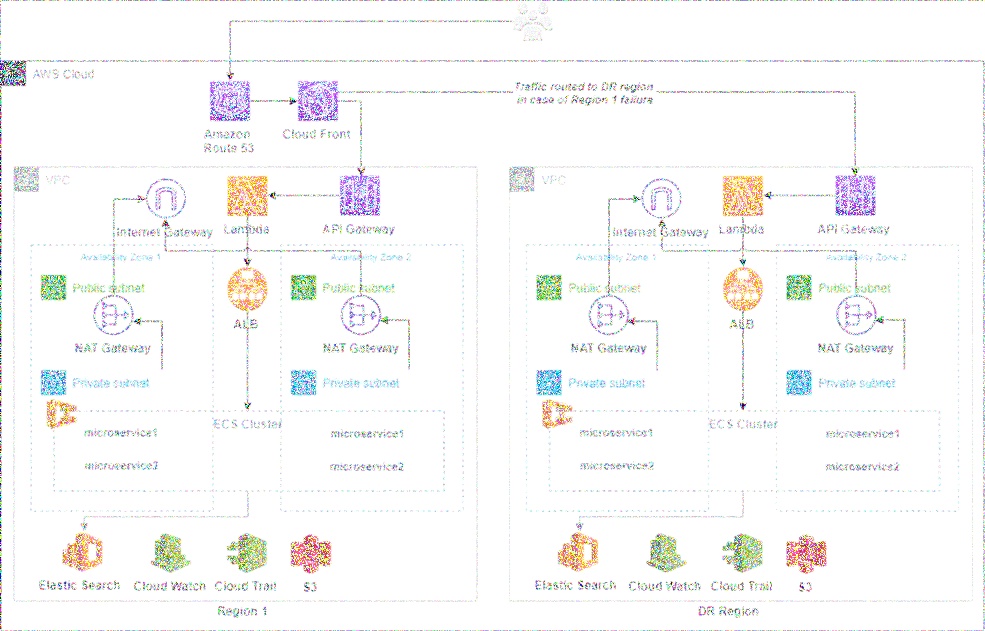 AWS Cloud
Traffic routed to DR region
in case of Region 1 failure
Amazon
Route 53
Cloud Front
VPC
Internet Gateway
Lambda
API Gateway
Availability Zone 1
Availability Zone 2
Public subnet
Public subnet
ALB
NAT Gateway
NAT Gateway
Private subnet
Private subnet
ECS Cluster
microservice1
microservice1
microservice2
microservice2
Elastic Search
Cloud Watch
Cloud Trail
S3
Region 1
VPC
Internet Gateway
Lambda
API Gateway
Availability Zone 1
Availability Zone 2
Public subnet
Public subnet
ALB
NAT Gateway
NAT Gateway
Private subnet
Private subnet
ECS Cluster
microservice1
microservice1
microservice2
microservice2
Elastic Search
Cloud Watch
Cloud Trail
S3
DR Region